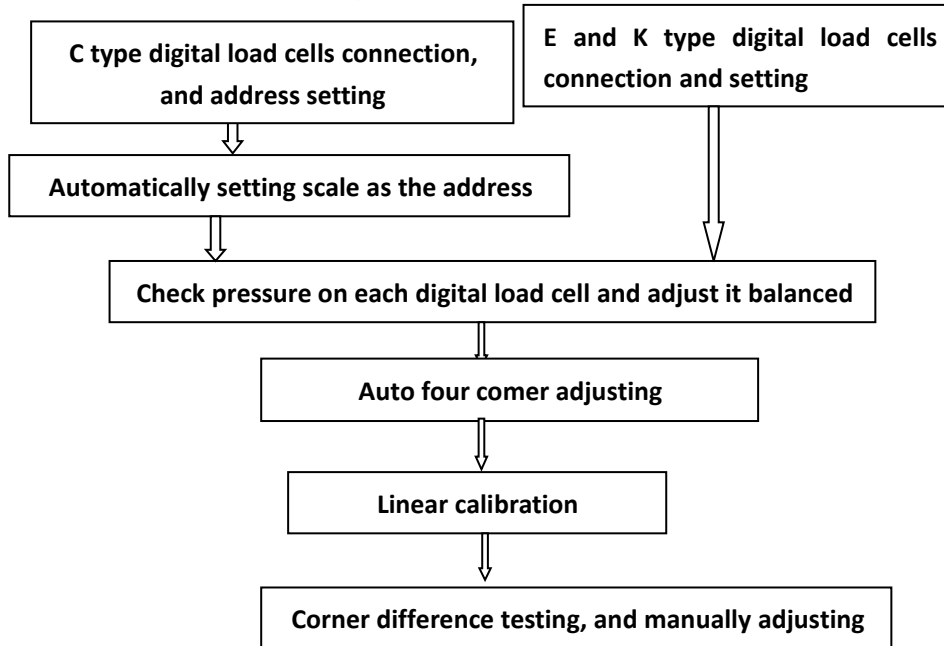 C type digital load cells connection,
and address setting
E and K type digital load cells
connection and setting
Automatically setting scale as the address
Check pressure on each digital load cell and adjust it balanced
Auto four comer adjusting
Linear calibration
Corner difference testing, and manually adjusting